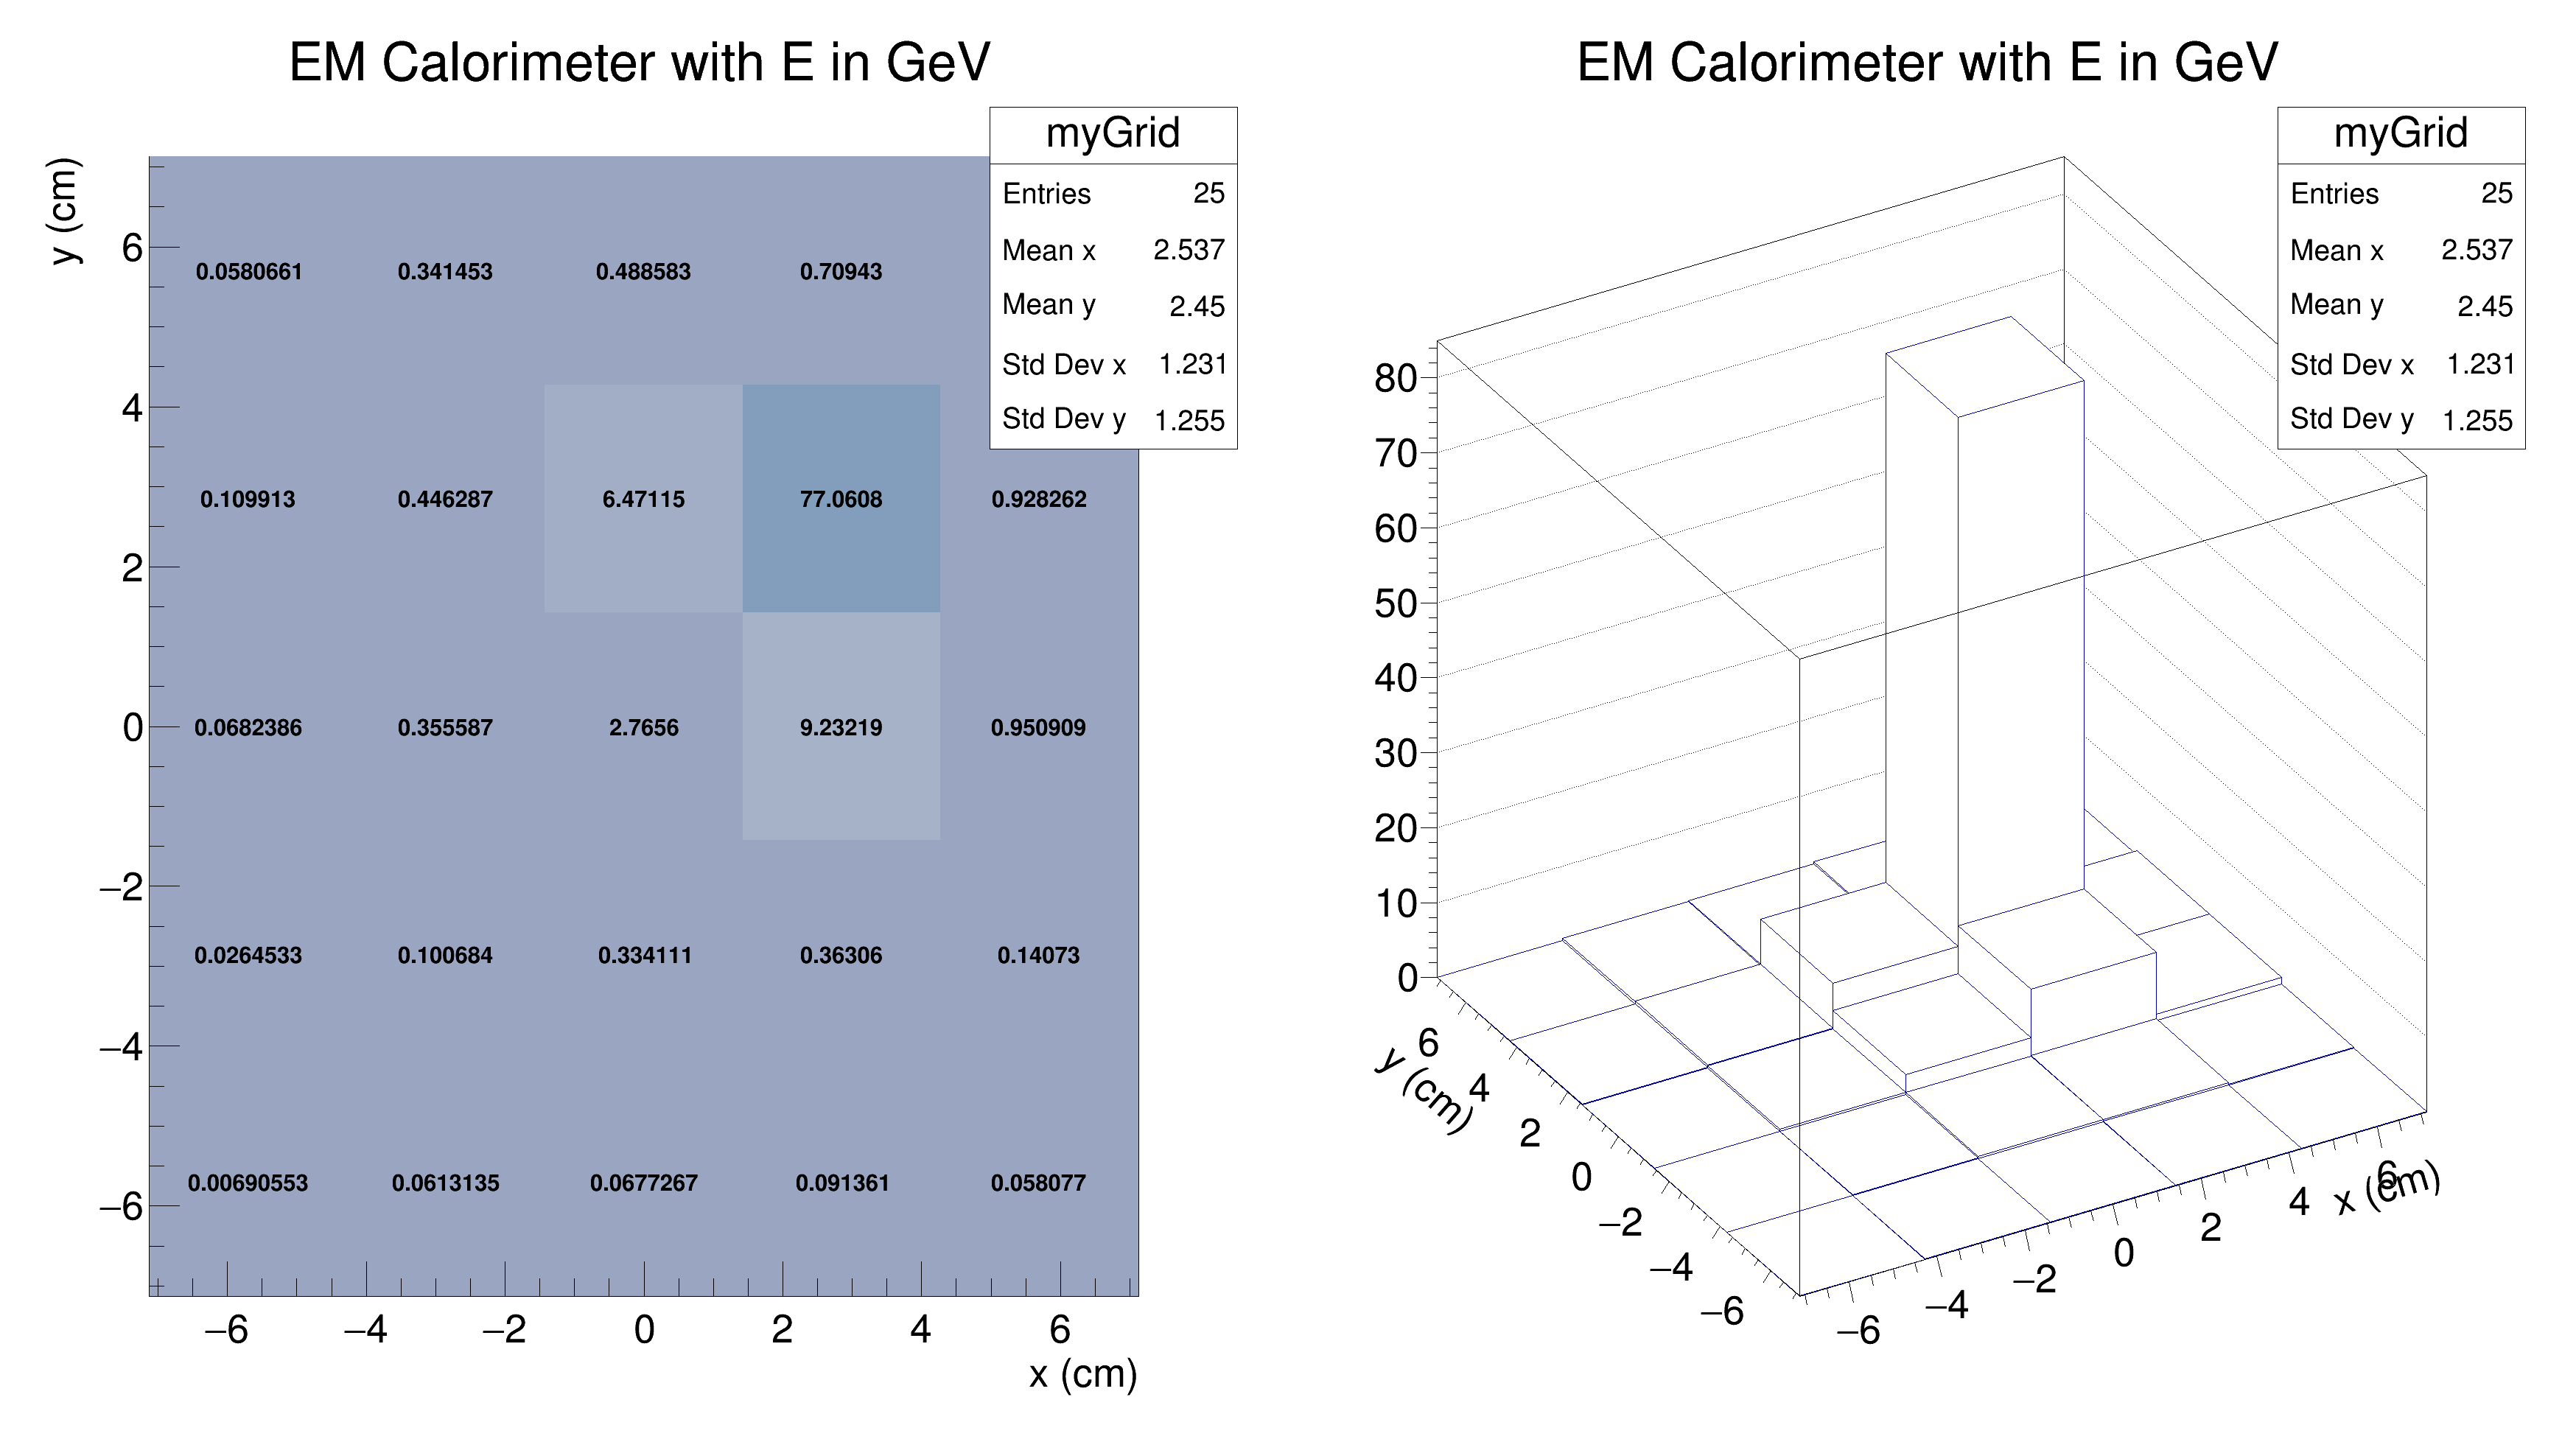 EM Calorimeter with E in GeV
myGrid
Entries 25
Mean x 2.537
Mean y 2.45
Std Dev x 1.231
Std Dev y 1.255
y (cm)
6
4
2
0
−2
−4
−6
0.0580661 0.341453 0.488583 0.70943
0.109913 0.446287 6.47115 77.0608 0.928262
0.0682386 0.355587 2.7656 9.23219 0.950909
0.0264533 0.100684 0.334111 0.36306 0.14073
0.00690553 0.0613135 0.0677267 0.091361 0.058077
−6 −4 −2 0 2 4 6
x (cm)
EM Calorimeter with E in GeV
myGrid
Entries 25
Mean x 2.537
Mean y 2.45
Std Dev x 1.231
Std Dev y 1.255
80
70
60
50
40
30
20
10
0
6
4
2
0
−2
−4
−6
y (cm)
−6
−4
−2
0
2
4
6
x (cm)